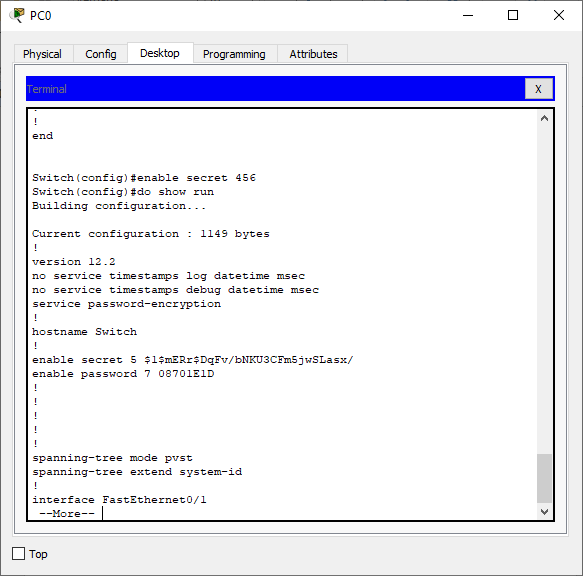 PC0
Physical Config Desktop Programming Attributes
Terminal X
!
!
end
Switch(config)#enable secret 456
Switch(config)#do show run
Building configuration...
Current configuration : 1149 bytes
!
version 12.2
no service timestamps log datetime msec
no service timestamps debug datetime msec
service password-encryption
!
hostname Switch
!
enable secret 5 $1$mERr$DqFv/bNKU3CFm5jwSLasx/
enable password 7 08701E1D
!
!
!
!
!
spanning-tree mode pvst
spanning-tree extend system-id
!
interface FastEthernet0/1
--More--
Top